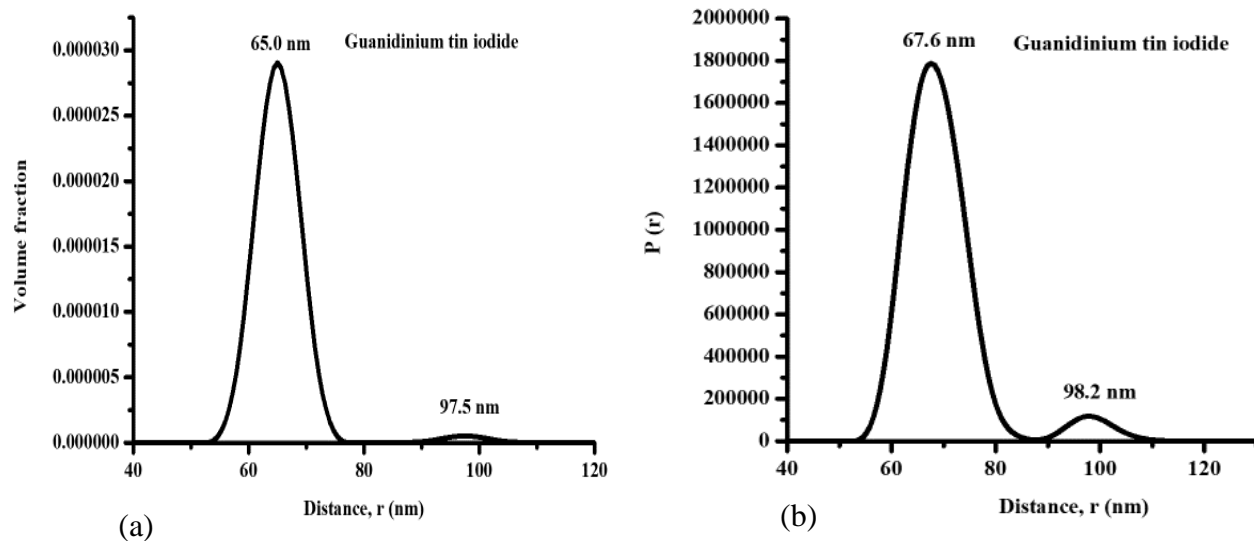 65.0 nm
Guanidinium tin iodide
0.000030
0.000025
0.000020
0.000015
0.000010
0.000005
0.000000
Volume fraction
97.5 nm
40
60
80
100
120
Distance, r (nm)
(a)
67.6 nm
Guanidinium tin iodide
2000000
1800000
1600000
1400000
1200000
1000000
800000
600000
400000
200000
0
P (r)
98.2 nm
40
60
80
100
120
Distance, r (nm)
(b)